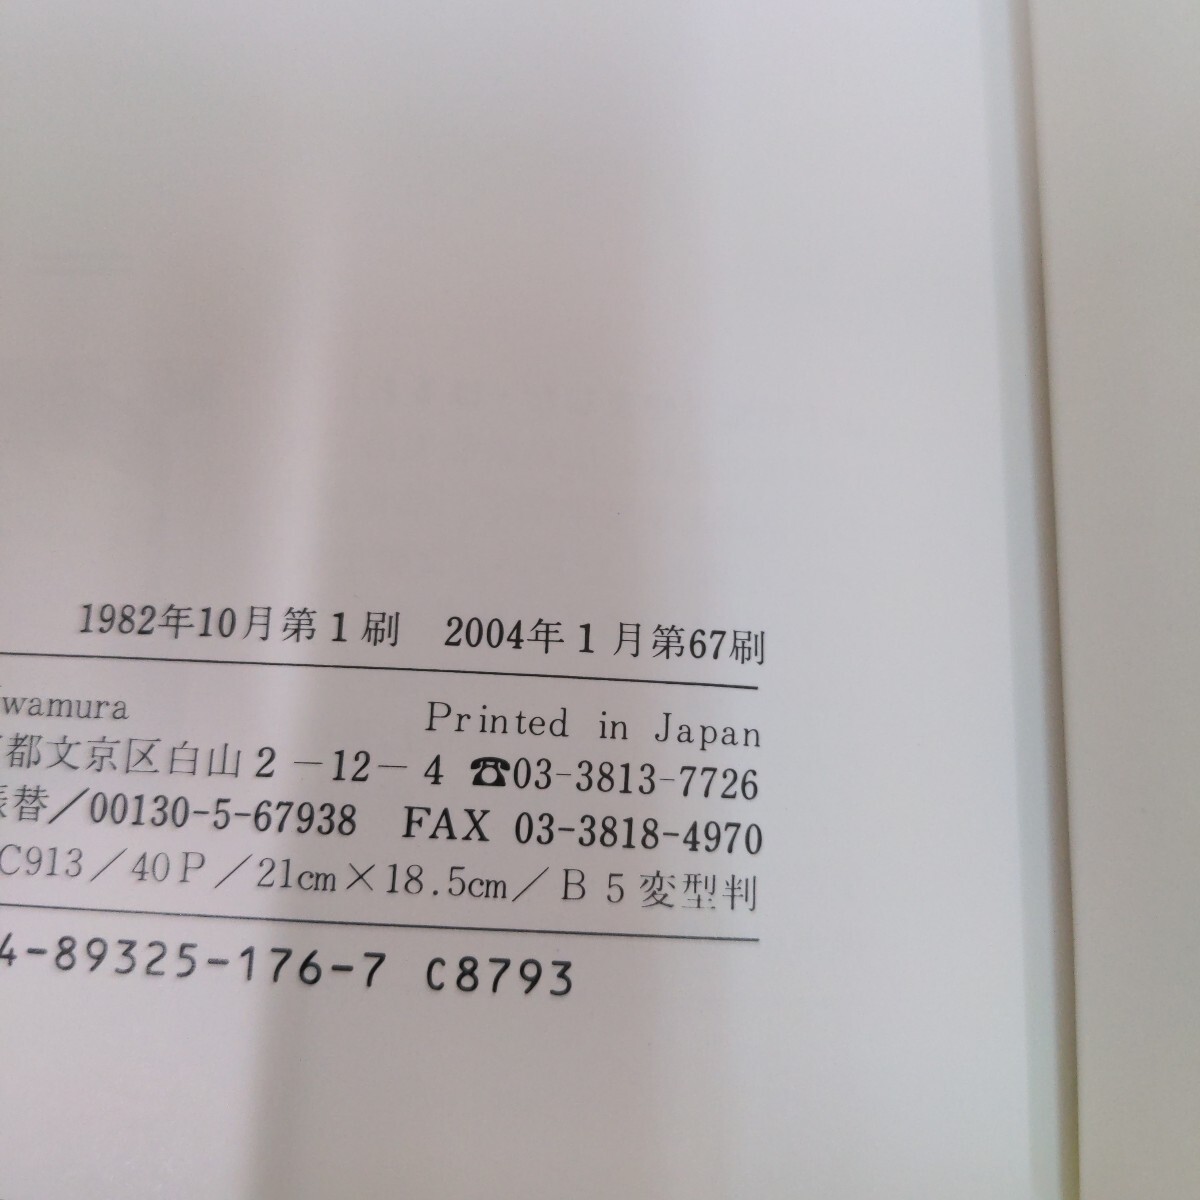 1982年10月第1刷 2004年1月第67刷
wamura Printed in Japan
都文京区白山2-12-4 ☎03-3813-7726
振替/00130-5-67938 FAX 03-3818-4970
C913/40P/21cm×18.5cm/B5変型判
4-89325-176-7 C8793